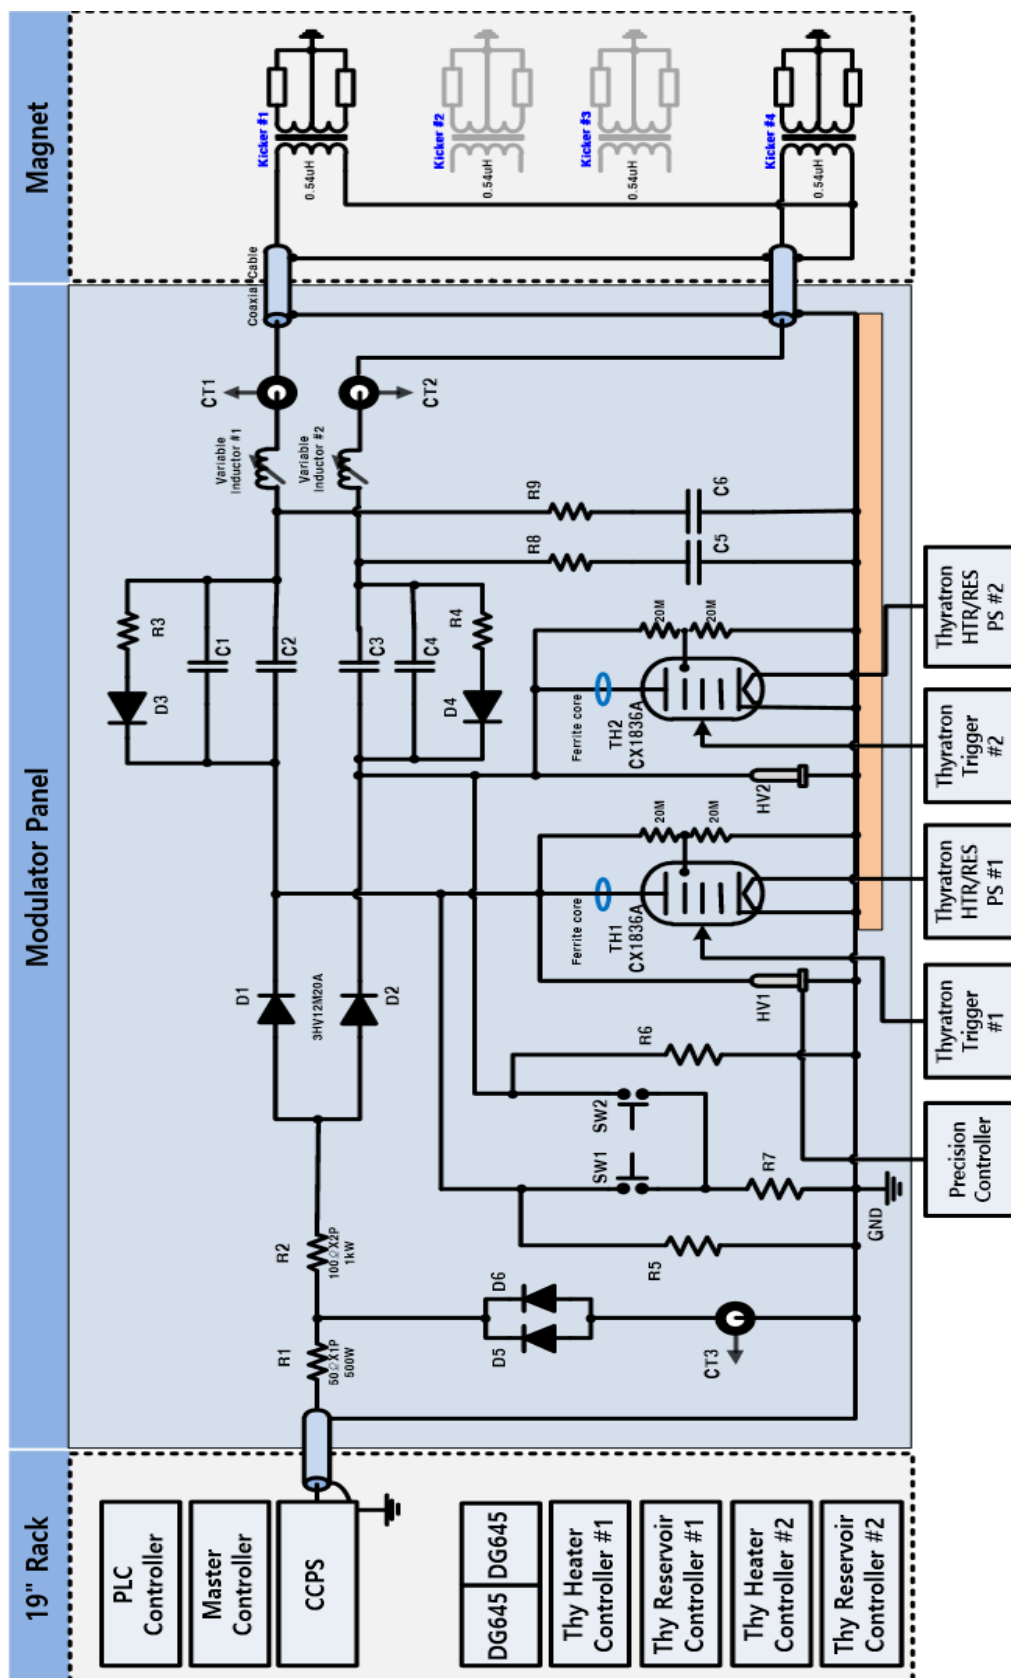 19" Rack
Modulator Panel
Magnet
PLC
Controller
Master
Controller
CCPS
DG645
DG645
Thy Heater
Controller #1
Thy Reservoir
Controller #1
Thy Heater
Controller #2
Thy Reservoir
Controller #2
R1
50ΩX1P
500W
R2
100ΩX2P
1kW
D5
D6
CT3
D1
3HV12M20A
D2
R5
SW1
SW2
R6
R7
GND
HV1
Ferrite core
TH1
CX1836A
20M
20M
HV2
Ferrite core
TH2
CX1836A
20M
20M
D3
R3
C1
C2
C3
C4
D4
R4
R8
C5
R9
C6
Variable
Inductor #1
Variable
Inductor #2
CT1
CT2
Coaxial Cable
Kicker #1
0.54uH
Kicker #2
0.54uH
Kicker #3
0.54uH
Kicker #4
0.54uH
Precision
Controller
Thyratron
Trigger
#1
Thyratron
HTR/RES
PS #1
Thyratron
Trigger
#2
Thyratron
HTR/RES
PS #2